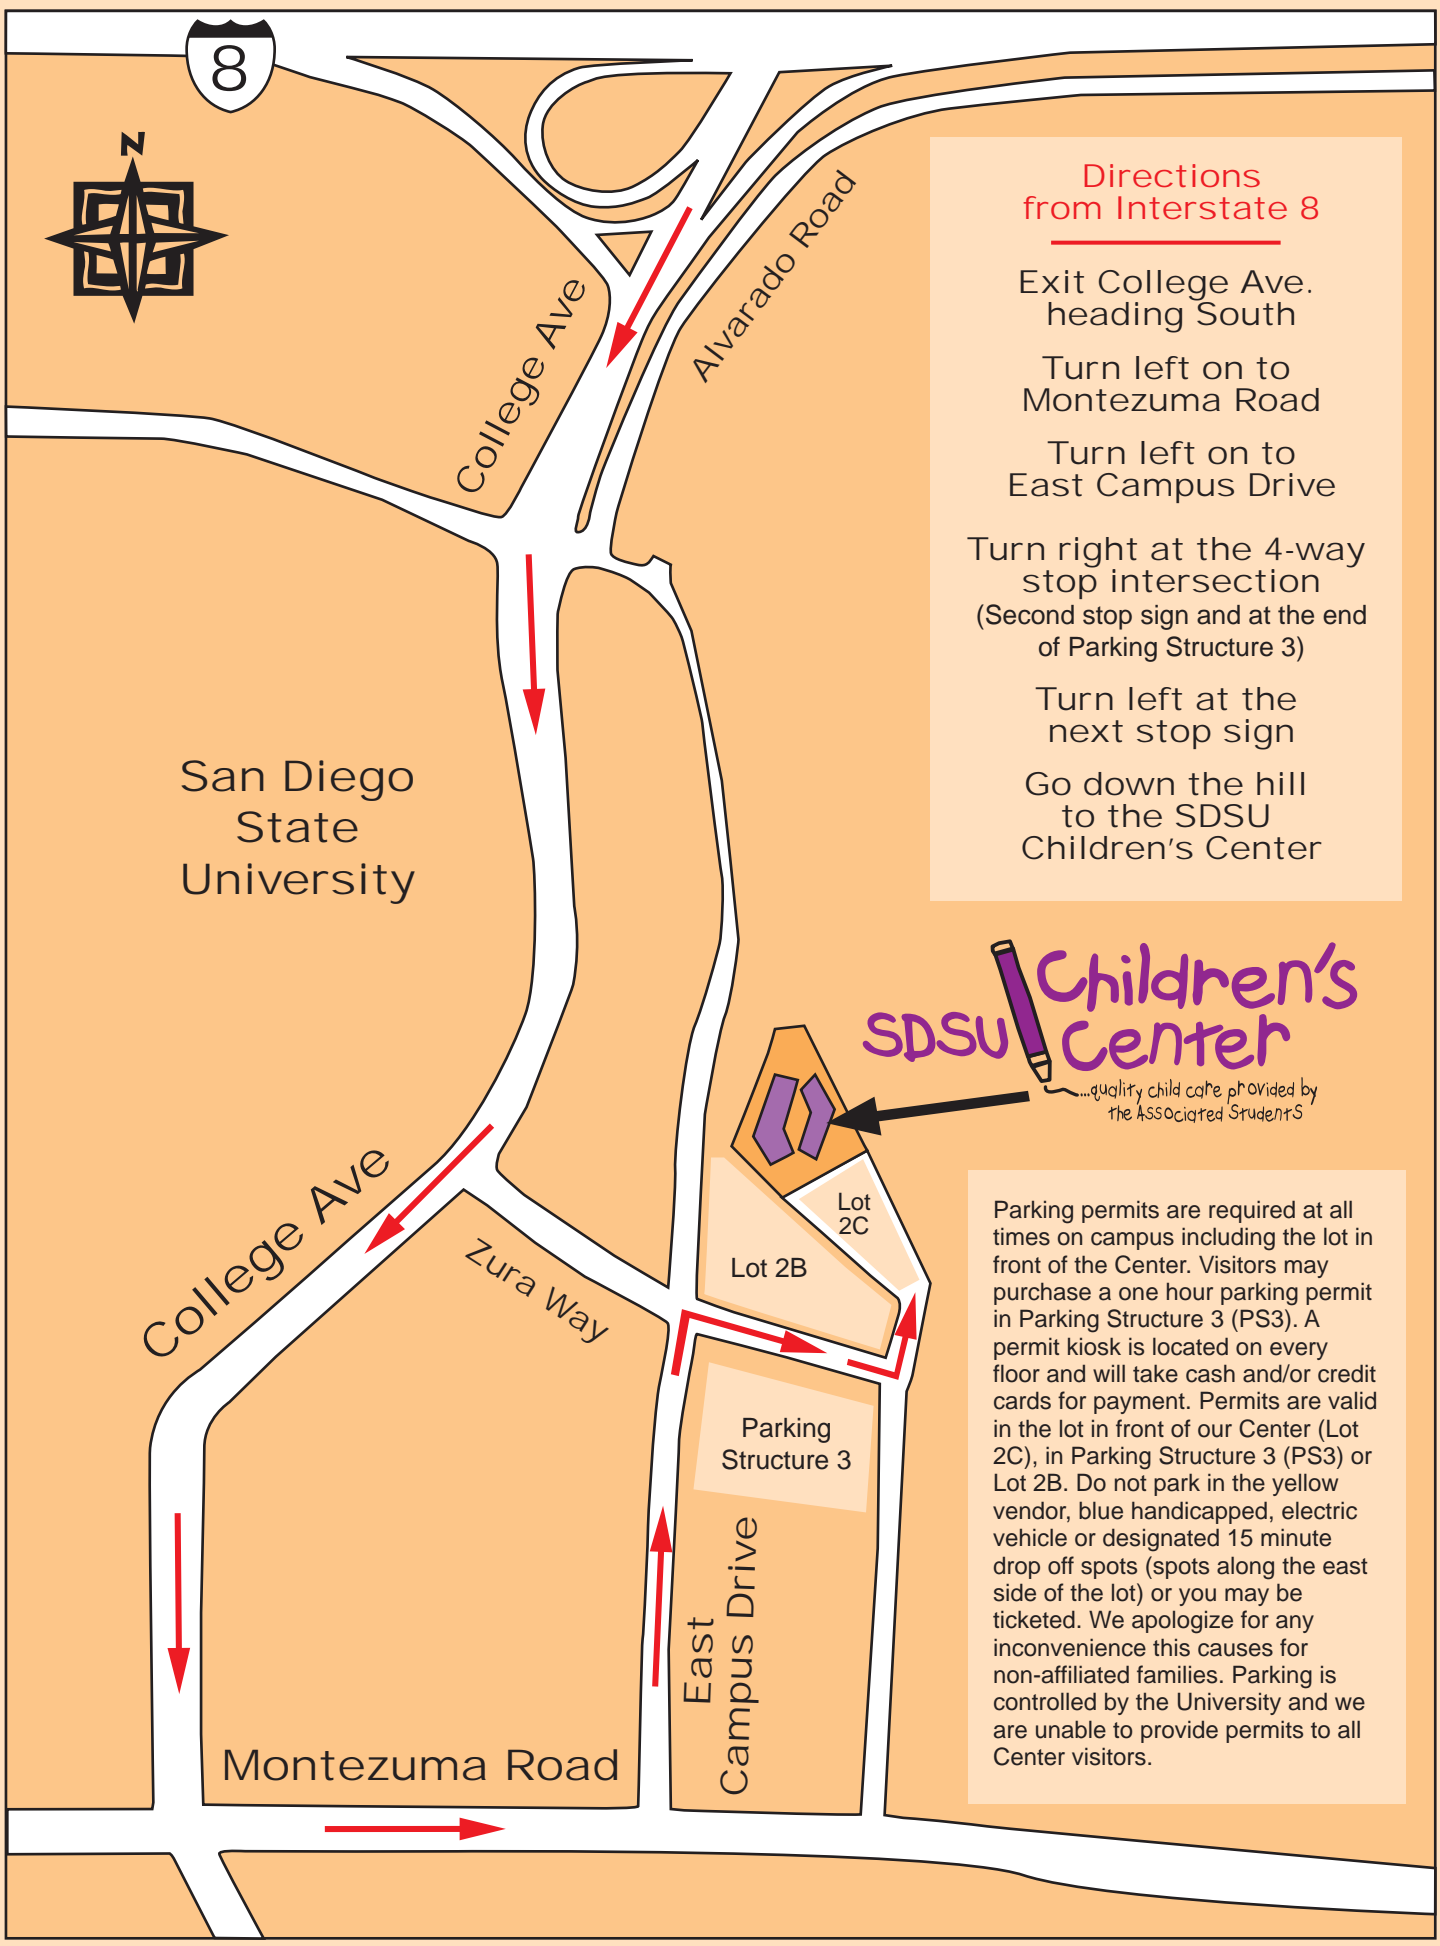 8
N
College Ave
Alvarado Road
Directions
from Interstate 8
Exit College Ave.
heading South
Turn left on to
Montezuma Road
Turn left on to
East Campus Drive
Turn right at the 4-way
stop intersection
(Second stop sign and at the end
of Parking Structure 3)
Turn left at the
next stop sign
Go down the hill
to the SDSU
Children's Center
San Diego
State
University
SDSU Children's
Center
...quality child care provided by
the Associated Students
College Ave
Zura Way
Lot
2C
Lot 2B
Parking
Structure 3
East
Campus Drive
Montezuma Road
Parking permits are required at all
times on campus including the lot in
front of the Center. Visitors may
purchase a one hour parking permit
in Parking Structure 3 (PS3). A
permit kiosk is located on every
floor and will take cash and/or credit
cards for payment. Permits are valid
in the lot in front of our Center (Lot
2C), in Parking Structure 3 (PS3) or
Lot 2B. Do not park in the yellow
vendor, blue handicapped, electric
vehicle or designated 15 minute
drop off spots (spots along the east
side of the lot) or you may be
ticketed. We apologize for any
inconvenience this causes for
non-affiliated families. Parking is
controlled by the University and we
are unable to provide permits to all
Center visitors.